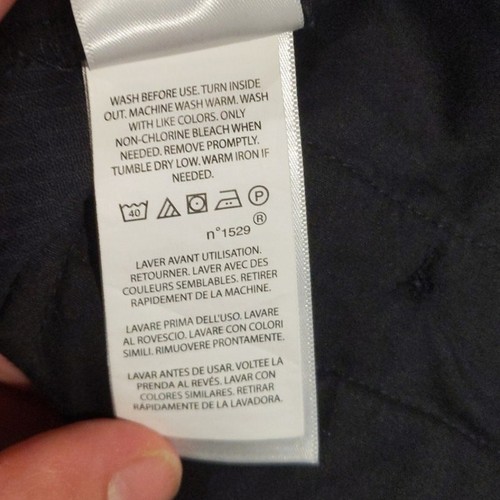 WASH BEFORE USE. TURN INSIDE
OUT. MACHINE WASH WARM. WASH
WITH LIKE COLORS. ONLY
NON-CHLORINE BLEACH WHEN
NEEDED. REMOVE PROMPTLY.
TUMBLE DRY LOW. WARM IRON IF
NEEDED.
40 P
®
n°1529
LAVER AVANT UTILISATION.
RETOURNER. LAVER AVEC DES
COULEURS SEMBLABLES. RETIRER
RAPIDEMENT DE LA MACHINE.
LAVARE PRIMA DELL'USO. LAVARE
AL ROVESCIO. LAVARE CON COLORI
SIMILI. RIMUOVERE PRONTAMENTE.
LAVAR ANTES DE USAR. VOLTEE LA
PRENDA AL REVÉS. LAVAR CON
COLORES SIMILARES. RETIRAR
RÁPIDAMENTE DE LA LAVADORA.